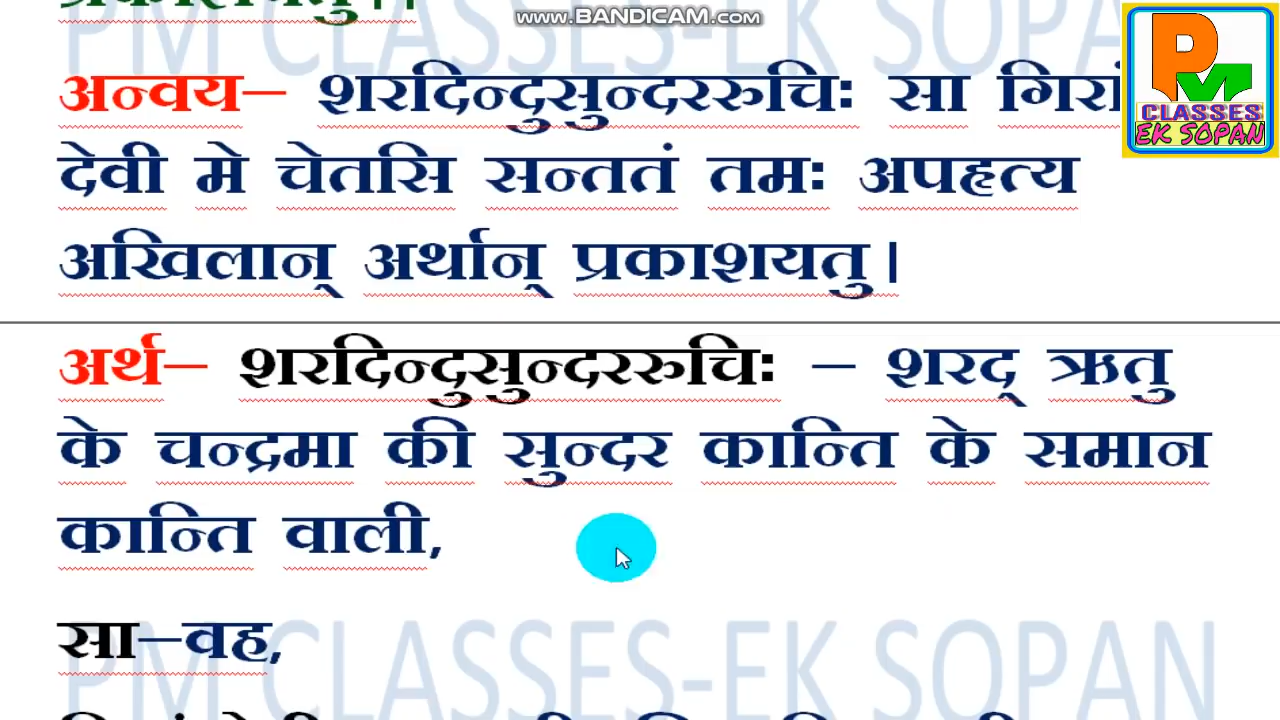 www.BANDICAM.com
PM CLASSES EK SOPAN
अन्वय– शरदिन्दुसुन्दररुचिः सा गिरां
देवी मे चेतसि सन्ततं तमः अपहृत्य
अखिलान् अर्थान् प्रकाशयतु।
अर्थ– शरदिन्दुसुन्दररुचिः – शरद् ऋतु
के चन्द्रमा की सुन्दर कान्ति के समान
कान्ति वाली,
सा–वह,
PM CLASSES-EK SOPAN